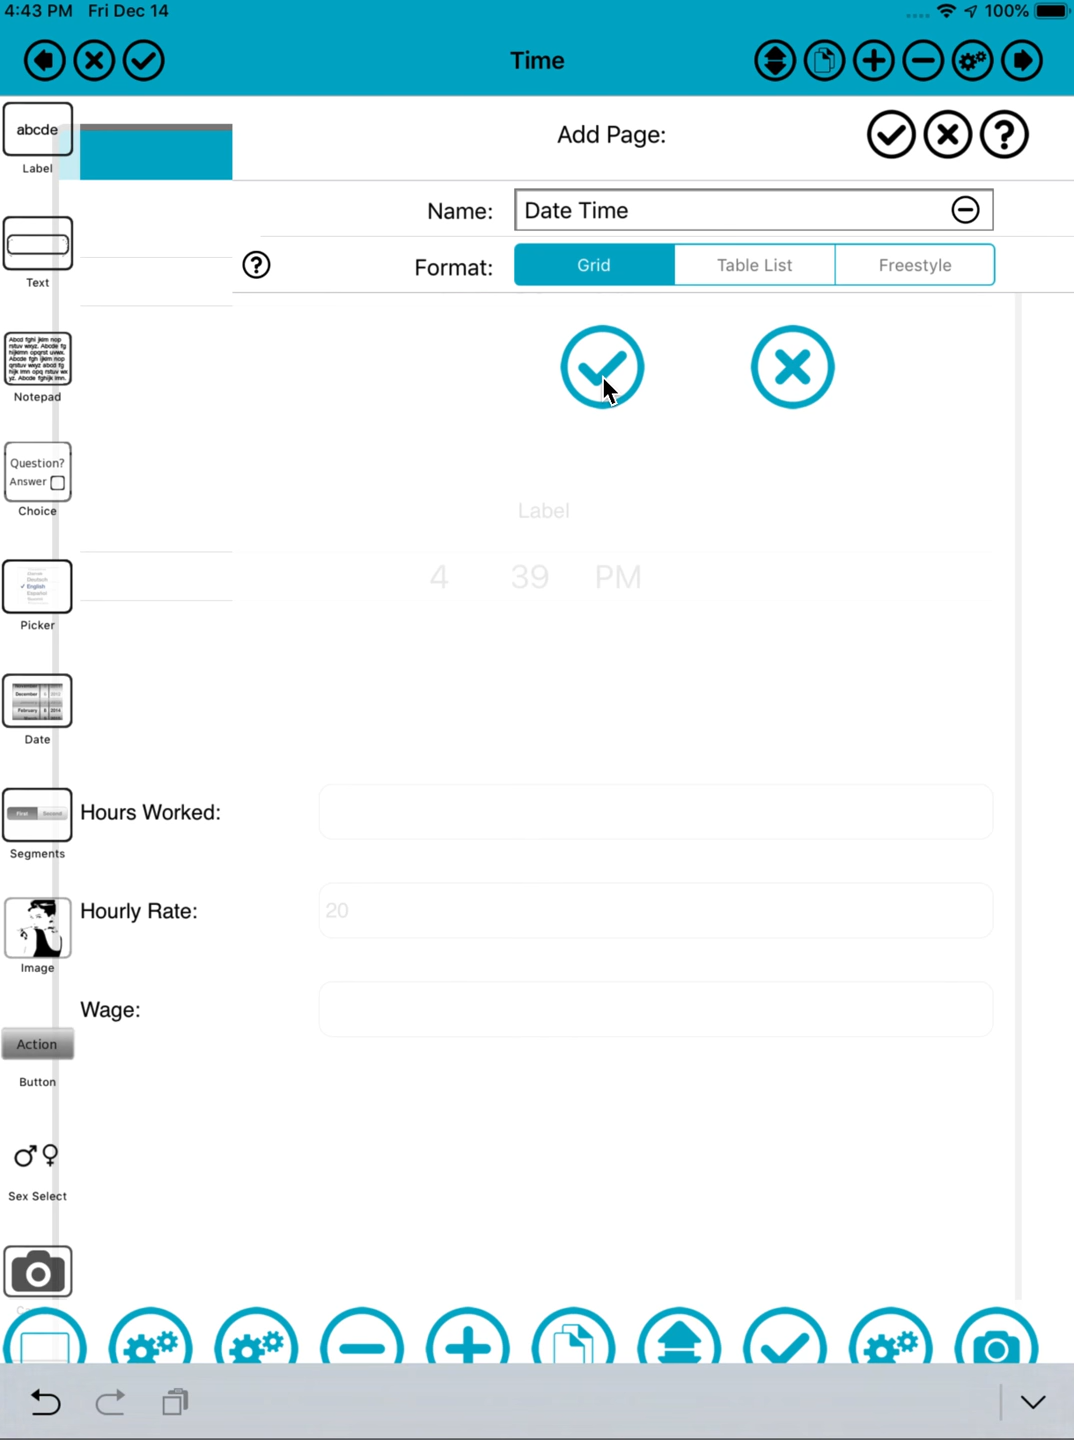 4:43 PM Fri Dec 14
100%
Time
abcde
Label
Add Page:
Name: Date Time
Format: Grid Table List Freestyle
Text
Notepad
Question?
Answer
Choice
Label
4 39 PM
Picker
Date
Hours Worked:
Segments
Hourly Rate: 20
Image
Wage:
Action
Button
Sex Select